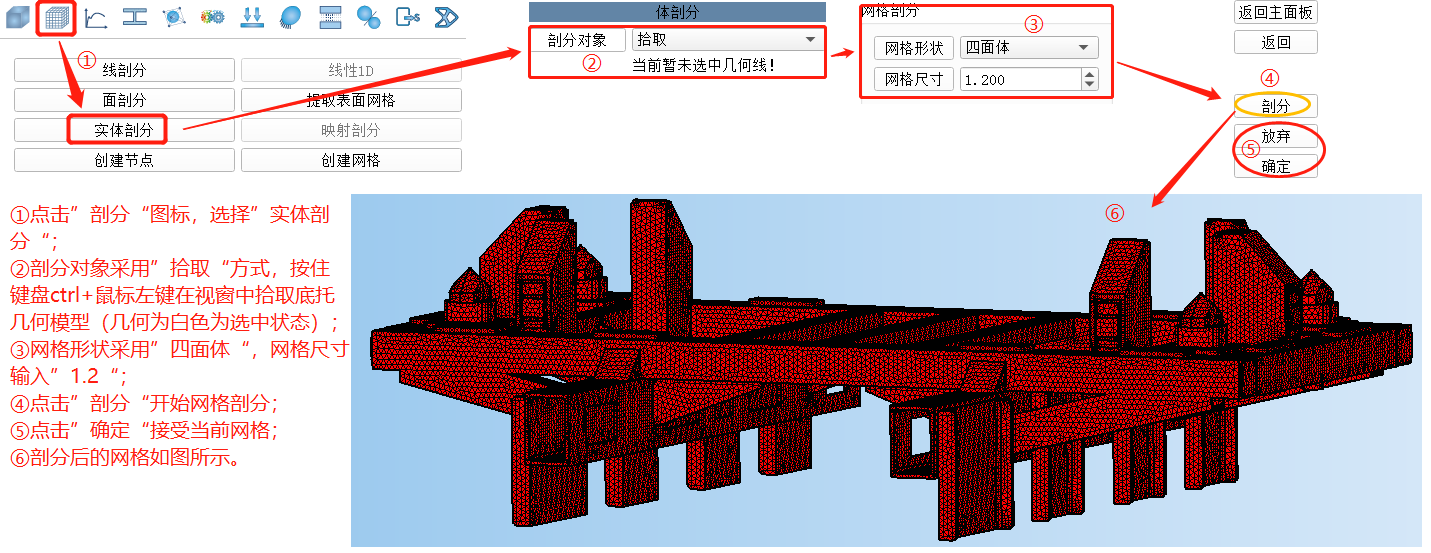 ①
线剖分
线性1D
面剖分
提取表面网格
实体剖分
映射剖分
创建节点
创建网格
体剖分
剖分对象
拾取
②
当前暂未选中几何线!
网格剖分
③
网格形状
四面体
网格尺寸
1.200
返回主面板
返回
④
剖分
放弃
⑤
确定
⑥
①点击”剖分“图标，选择”实体剖
分“；
②剖分对象采用”拾取“方式，按住
键盘ctrl+鼠标左键在视窗中拾取底托
几何模型（几何为白色为选中状态）；
③网格形状采用”四面体“，网格尺寸
输入”1.2“；
④点击”剖分“开始网格剖分；
⑤点击”确定“接受当前网格；
⑥剖分后的网格如图所示。